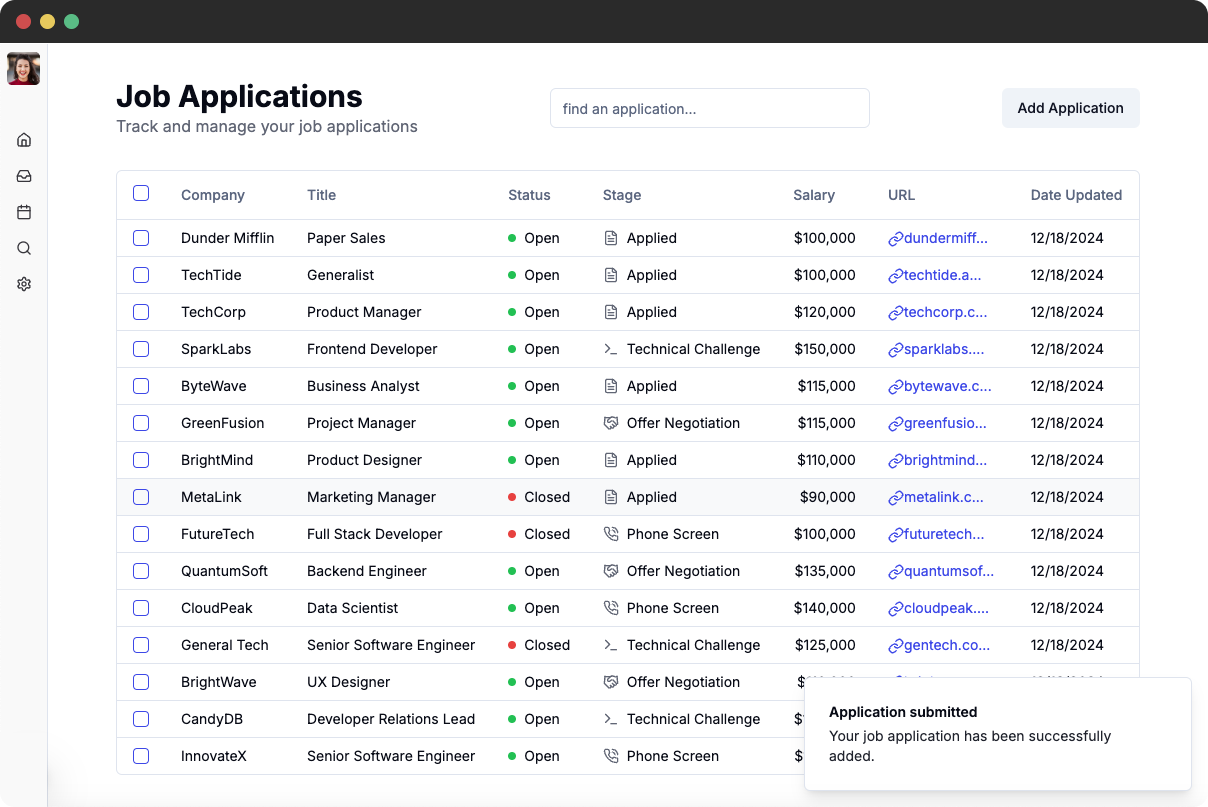 Job Applications
Track and manage your job applications
find an application...
Add Application
Company Title Status Stage Salary URL Date Updated
Dunder Mifflin Paper Sales Open Applied $100,000 dundermiff... 12/18/2024
TechTide Generalist Open Applied $100,000 techtide.a... 12/18/2024
TechCorp Product Manager Open Applied $120,000 techcorp.c... 12/18/2024
SparkLabs Frontend Developer Open Technical Challenge $150,000 sparklabs.... 12/18/2024
ByteWave Business Analyst Open Applied $115,000 bytewave.c... 12/18/2024
GreenFusion Project Manager Open Offer Negotiation $115,000 greenfusio... 12/18/2024
BrightMind Product Designer Open Applied $110,000 brightmind... 12/18/2024
MetaLink Marketing Manager Closed Applied $90,000 metalink.c... 12/18/2024
FutureTech Full Stack Developer Closed Phone Screen $100,000 futuretech... 12/18/2024
QuantumSoft Backend Engineer Open Offer Negotiation $135,000 quantumsof... 12/18/2024
CloudPeak Data Scientist Open Phone Screen $140,000 cloudpeak.... 12/18/2024
General Tech Senior Software Engineer Closed Technical Challenge $125,000 gentech.co... 12/18/2024
BrightWave UX Designer Open Offer Negotiation
CandyDB Developer Relations Lead Open Technical Challenge
InnovateX Senior Software Engineer Open Phone Screen
Application submitted
Your job application has been successfully
added.